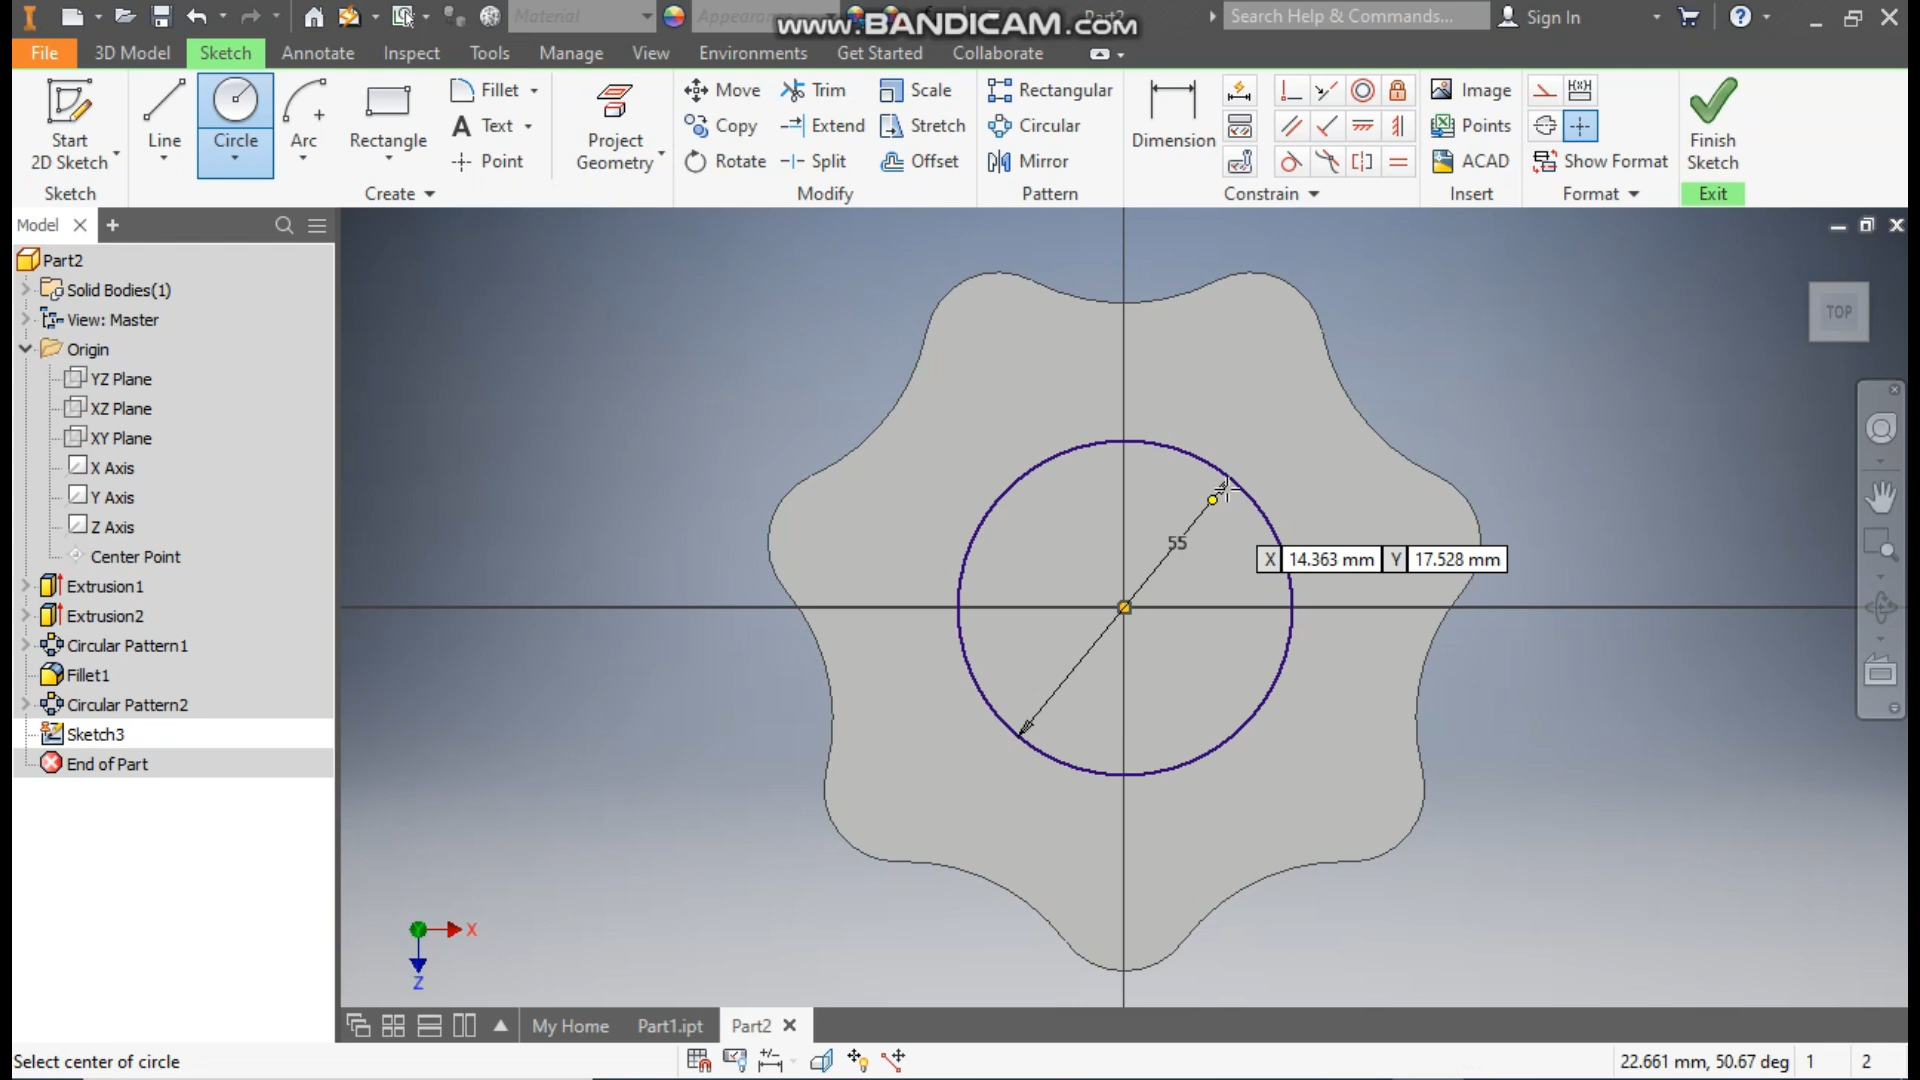 Material
Appearance
www.BANDICAM.com
Part2
Search Help & Commands...
Sign In
File
3D Model
Sketch
Annotate
Inspect
Tools
Manage
View
Environments
Get Started
Collaborate
Start
2D Sketch
Line
Circle
Arc
Rectangle
Fillet
Text
Point
Project
Geometry
Move
Copy
Rotate
Trim
Extend
Split
Scale
Stretch
Offset
Rectangular
Circular
Mirror
Dimension
Image
Points
ACAD
Show Format
Finish
Sketch
Sketch
Create
Modify
Pattern
Constrain
Insert
Format
Exit
Model
Part2
Solid Bodies(1)
View: Master
Origin
YZ Plane
XZ Plane
XY Plane
X Axis
Y Axis
Z Axis
Center Point
Extrusion1
Extrusion2
Circular Pattern1
Fillet1
Circular Pattern2
Sketch3
End of Part
TOP
55
X 14.363 mm Y 17.528 mm
X
Z
My Home
Part1.ipt
Part2
Select center of circle
22.661 mm, 50.67 deg
1
2